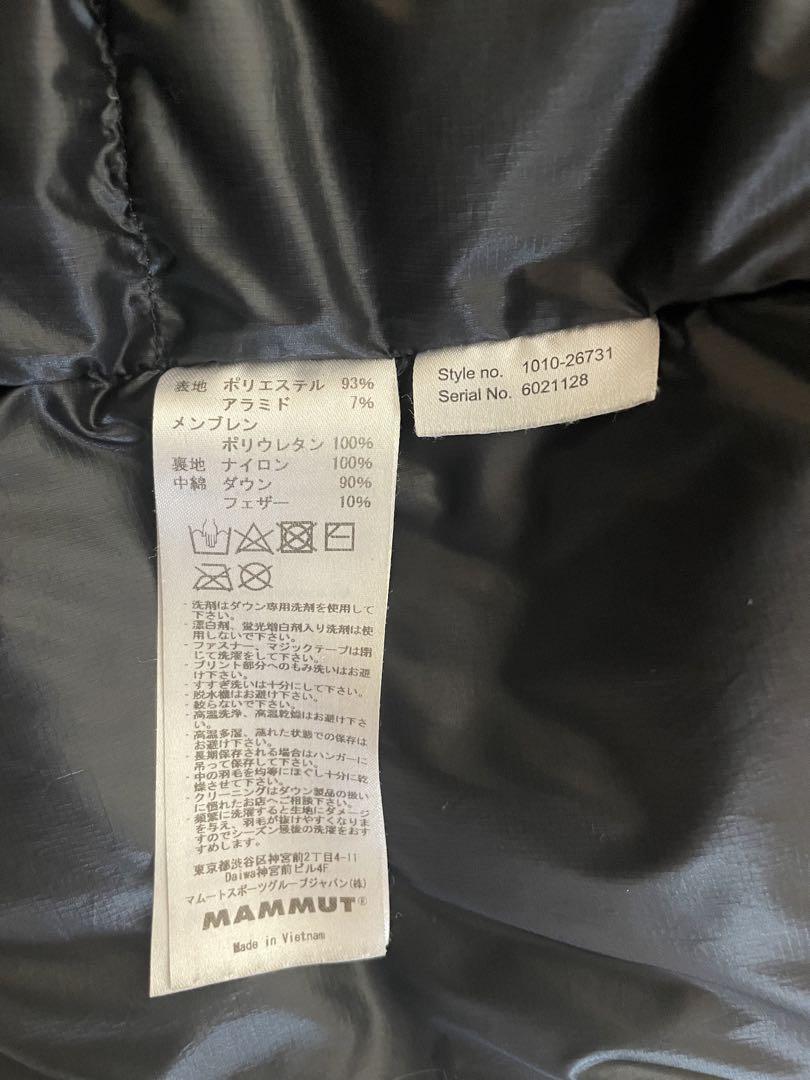 表地 ポリエステル 93%
アラミド 7%
メンブレン
ポリウレタン 100%
裏地 ナイロン 100%
中綿 ダウン 90%
フェザー 10%
- 洗剤はダウン専用洗剤を使用して
下さい。
- 漂白剤、蛍光増白剤入り洗剤は使
用しないで下さい。
- ファスナー、マジックテープは閉
じて洗濯をして下さい。
- プリント部分へのもみ洗いはお避
け下さい。
- すすぎ洗いは十分にして下さい。
- 脱水機はお避け下さい。
- 絞らないで下さい。
- 高温洗浄、高温乾燥はお避け下さ
い。
- 高温多湿、濡れた状態での保存は
お避け下さい。
- 長期保存される場合はハンガーに
吊って保存して下さい。
- 中の羽毛を均等にほぐし十分に乾
燥させて下さい。
- クリーニングはダウン製品の扱い
に慣れたお店へご相談下さい。
- 頻繁に洗濯すると生地にダメージ
を与え、羽毛が抜けやすくなりま
すのでシーズン最後の洗濯をおす
すめします。
東京都渋谷区神宮前2丁目4-11
Daiwa神宮前ビル4F
マムートスポーツグループジャパン(株)
MAMMUT®
Made in Vietnam
Style no. 1010-26731
Serial No. 6021128